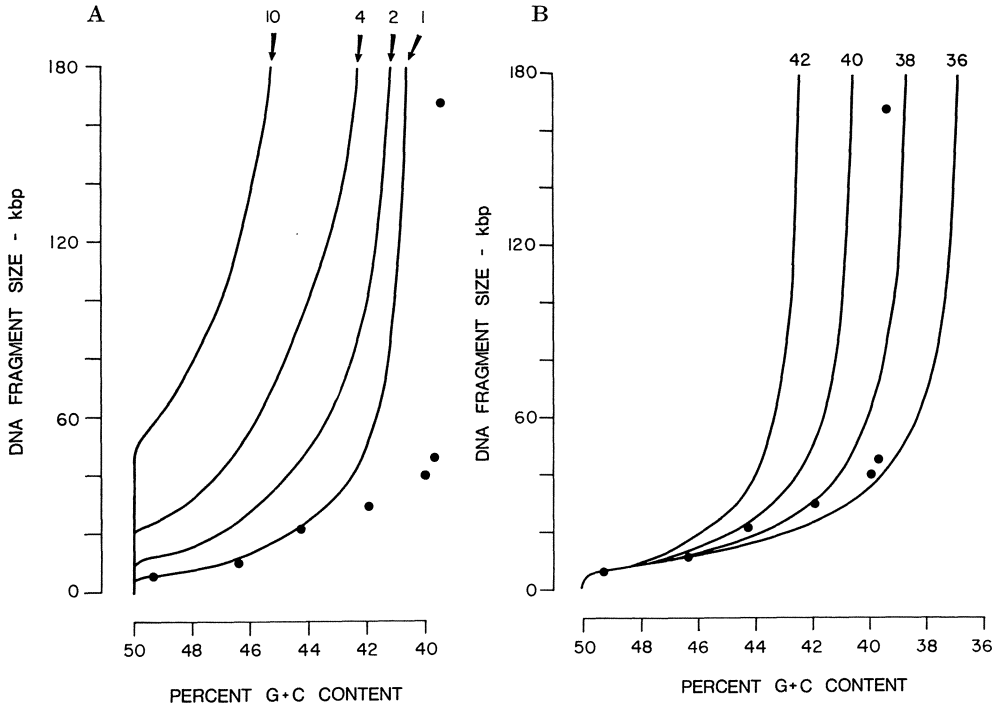 A
10 4 2 1
180
120
60
0
DNA FRAGMENT SIZE - kbp
50 48 46 44 42 40
PERCENT G+C CONTENT
B
42 40 38 36
180
120
60
0
DNA FRAGMENT SIZE - kbp
50 48 46 44 42 40 38 36
PERCENT G+C CONTENT